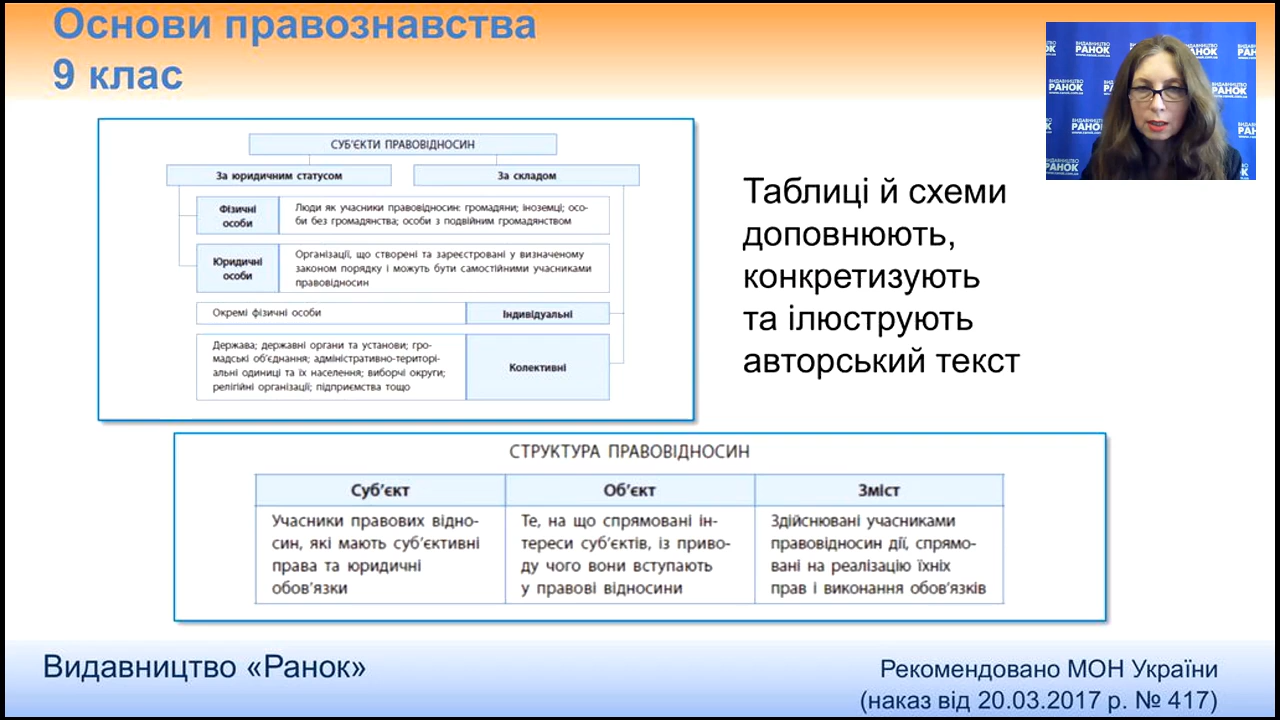 Основи правознавства
9 клас
ВИДАВНИЦТВО
РАНОК
www.ranok.com.ua
СУБ'ЄКТИ ПРАВОВІДНОСИН
За юридичним статусом
За складом
Фізичні
особи
Люди як учасники правовідносин: громадяни; іноземці; осо-
би без громадянства; особи з подвійним громадянством
Юридичні
особи
Організації, що створені та зареєстровані у визначеному
законом порядку і можуть бути самостійними учасниками
правовідносин
Окремі фізичні особи
Індивідуальні
Держава; державні органи та установи; гро-
мадські об'єднання; адміністративно-територі-
альні одиниці та їх населення; виборчі округи;
релігійні організації; підприємства тощо
Колективні
Таблиці й схеми
доповнюють,
конкретизують
та ілюструють
авторський текст
СТРУКТУРА ПРАВОВІДНОСИН
Суб'єкт
Об'єкт
Зміст
Учасники правових відно-
син, які мають суб'єктивні
права та юридичні
обов'язки
Те, на що спрямовані ін-
тереси суб'єктів, із приво-
ду чого вони вступають
у правові відносини
Здійснювані учасниками
правовідносин дії, спрямо-
вані на реалізацію їхніх
прав і виконання обов'язків
Видавництво «Ранок»
Рекомендовано МОН України
(наказ від 20.03.2017 р. № 417)